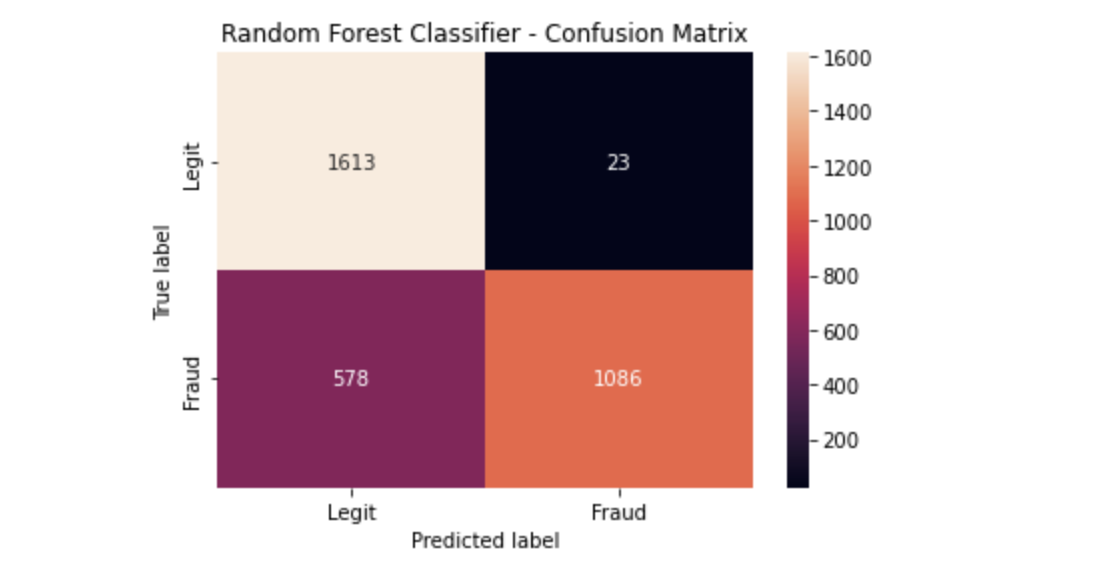 Random Forest Classifier - Confusion Matrix
True label
Legit
Fraud
1613 23
578 1086
Legit Fraud
Predicted label
1600
1400
1200
1000
800
600
400
200